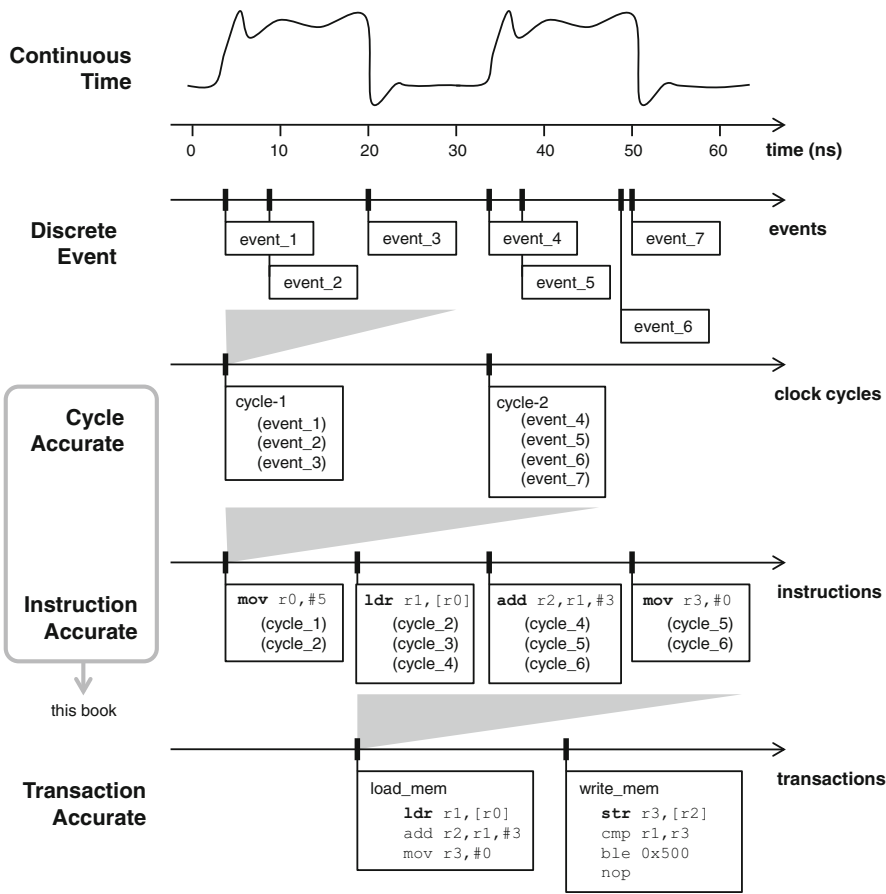 Continuous
Time
0 10 20 30 40 50 60 time (ns)
Discrete
Event
events
event_1 event_3 event_4 event_7
event_2 event_5
event_6
clock cycles
Cycle
Accurate
cycle-1
(event_1)
(event_2)
(event_3)
cycle-2
(event_4)
(event_5)
(event_6)
(event_7)
Instruction
Accurate
instructions
mov r0,#5
(cycle_1)
(cycle_2)
ldr r1,[r0]
(cycle_2)
(cycle_3)
(cycle_4)
add r2,r1,#3
(cycle_4)
(cycle_5)
(cycle_6)
mov r3,#0
(cycle_5)
(cycle_6)
this book
Transaction
Accurate
transactions
load_mem
ldr r1,[r0]
add r2,r1,#3
mov r3,#0
write_mem
str r3,[r2]
cmp r1,r3
ble 0x500
nop